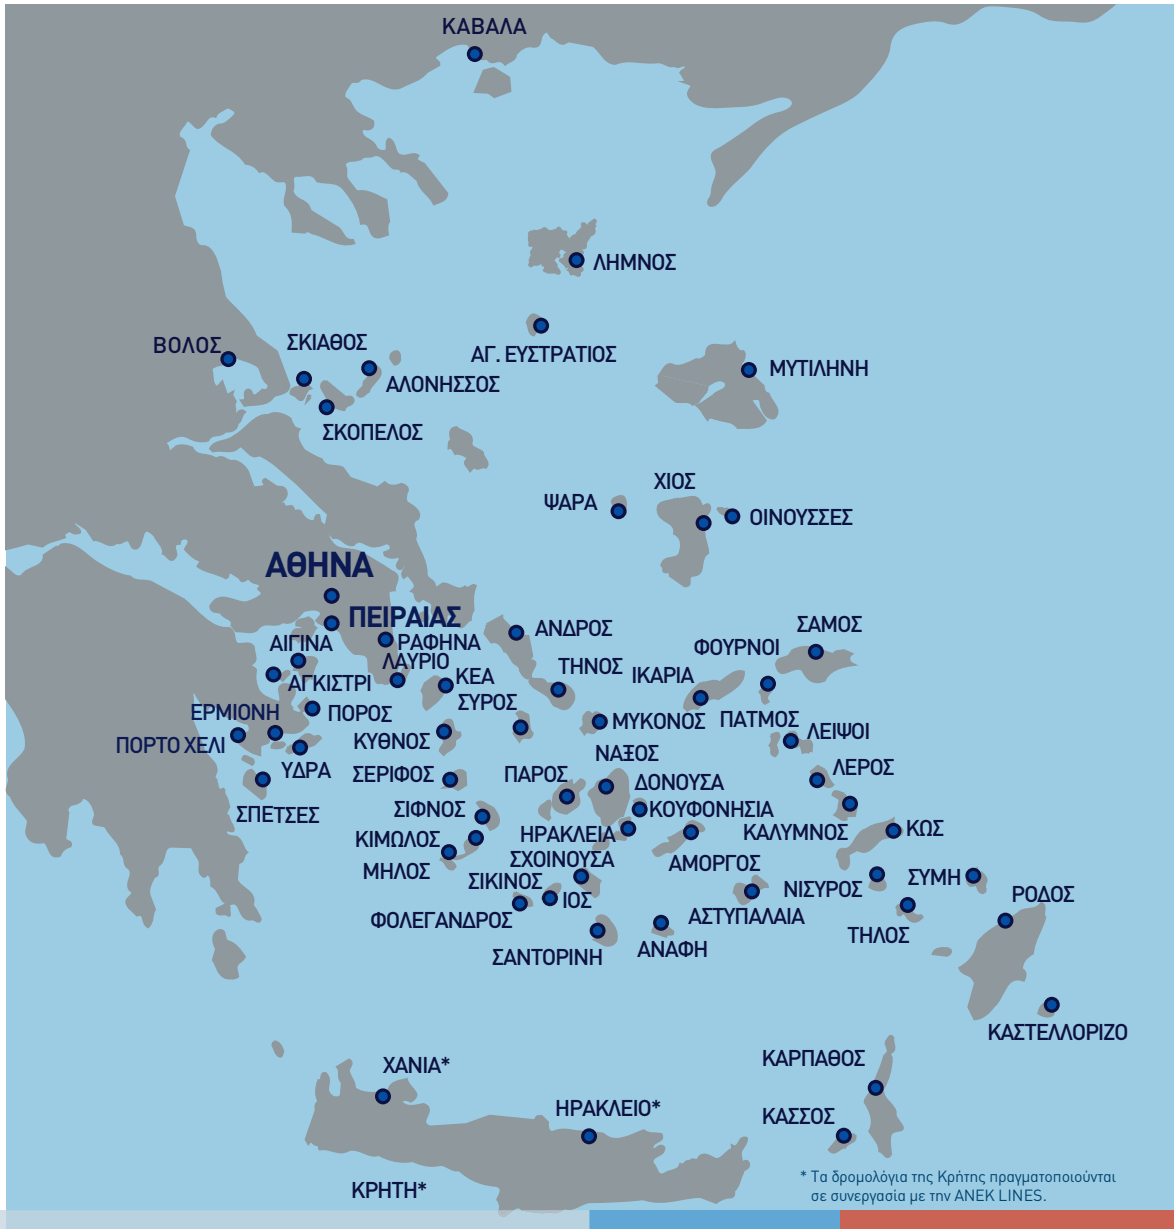 ΚΑΒΑΛΑ
ΛΗΜΝΟΣ
ΒΟΛΟΣ
ΣΚΙΑΘΟΣ
ΑΓ. ΕΥΣΤΡΑΤΙΟΣ
ΜΥΤΙΛΗΝΗ
ΑΛΟΝΗΣΣΟΣ
ΣΚΟΠΕΛΟΣ
ΧΙΟΣ
ΨΑΡΑ
ΟΙΝΟΥΣΣΕΣ
ΑΘΗΝΑ
ΠΕΙΡΑΙΑΣ
ΑΝΔΡΟΣ
ΣΑΜΟΣ
ΑΙΓΙΝΑ
ΡΑΦΗΝΑ
ΦΟΥΡΝΟΙ
ΛΑΥΡΙΟ
ΤΗΝΟΣ
ΙΚΑΡΙΑ
ΑΓΚΙΣΤΡΙ
ΚΕΑ
ΣΥΡΟΣ
ΕΡΜΙΟΝΗ
ΠΟΡΟΣ
ΜΥΚΟΝΟΣ
ΠΑΤΜΟΣ
ΛΕΙΨΟΙ
ΠΟΡΤΟ ΧΕΛΙ
ΚΥΘΝΟΣ
ΝΑΞΟΣ
ΥΔΡΑ
ΣΕΡΙΦΟΣ
ΠΑΡΟΣ
ΔΟΝΟΥΣΑ
ΛΕΡΟΣ
ΣΠΕΤΣΕΣ
ΣΙΦΝΟΣ
ΚΟΥΦΟΝΗΣΙΑ
ΚΙΜΩΛΟΣ
ΗΡΑΚΛΕΙΑ
ΚΑΛΥΜΝΟΣ
ΚΩΣ
ΜΗΛΟΣ
ΣΧΟΙΝΟΥΣΑ
ΑΜΟΡΓΟΣ
ΣΙΚΙΝΟΣ
ΙΟΣ
ΝΙΣΥΡΟΣ
ΣΥΜΗ
ΡΟΔΟΣ
ΦΟΛΕΓΑΝΔΡΟΣ
ΑΣΤΥΠΑΛΑΙΑ
ΤΗΛΟΣ
ΣΑΝΤΟΡΙΝΗ
ΑΝΑΦΗ
ΚΑΣΤΕΛΛΟΡΙΖΟ
ΧΑΝΙΑ*
ΚΑΡΠΑΘΟΣ
ΗΡΑΚΛΕΙΟ*
ΚΑΣΣΟΣ
ΚΡΗΤΗ*
* Τα δρομολόγια της Κρήτης πραγματοποιούνται
σε συνεργασία με την ANEK LINES.